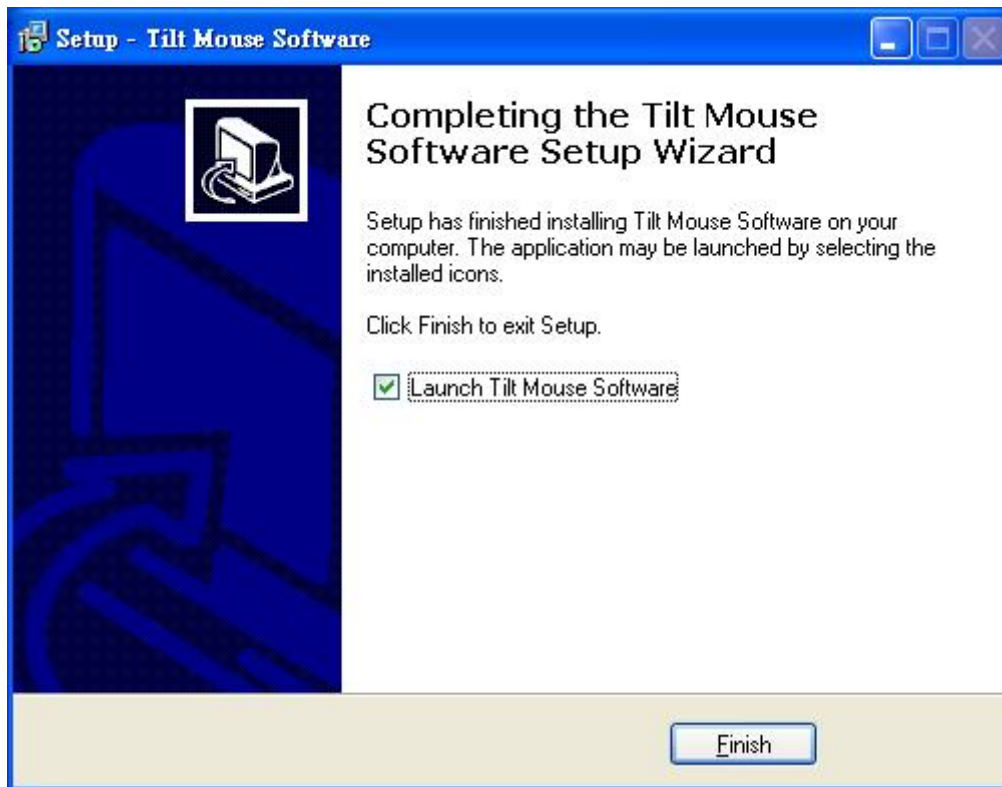 Setup - Tilt Mouse Software
Completing the Tilt Mouse
Software Setup Wizard
Setup has finished installing Tilt Mouse Software on your
computer. The application may be launched by selecting the
installed icons.
Click Finish to exit Setup.
Launch Tilt Mouse Software
Finish